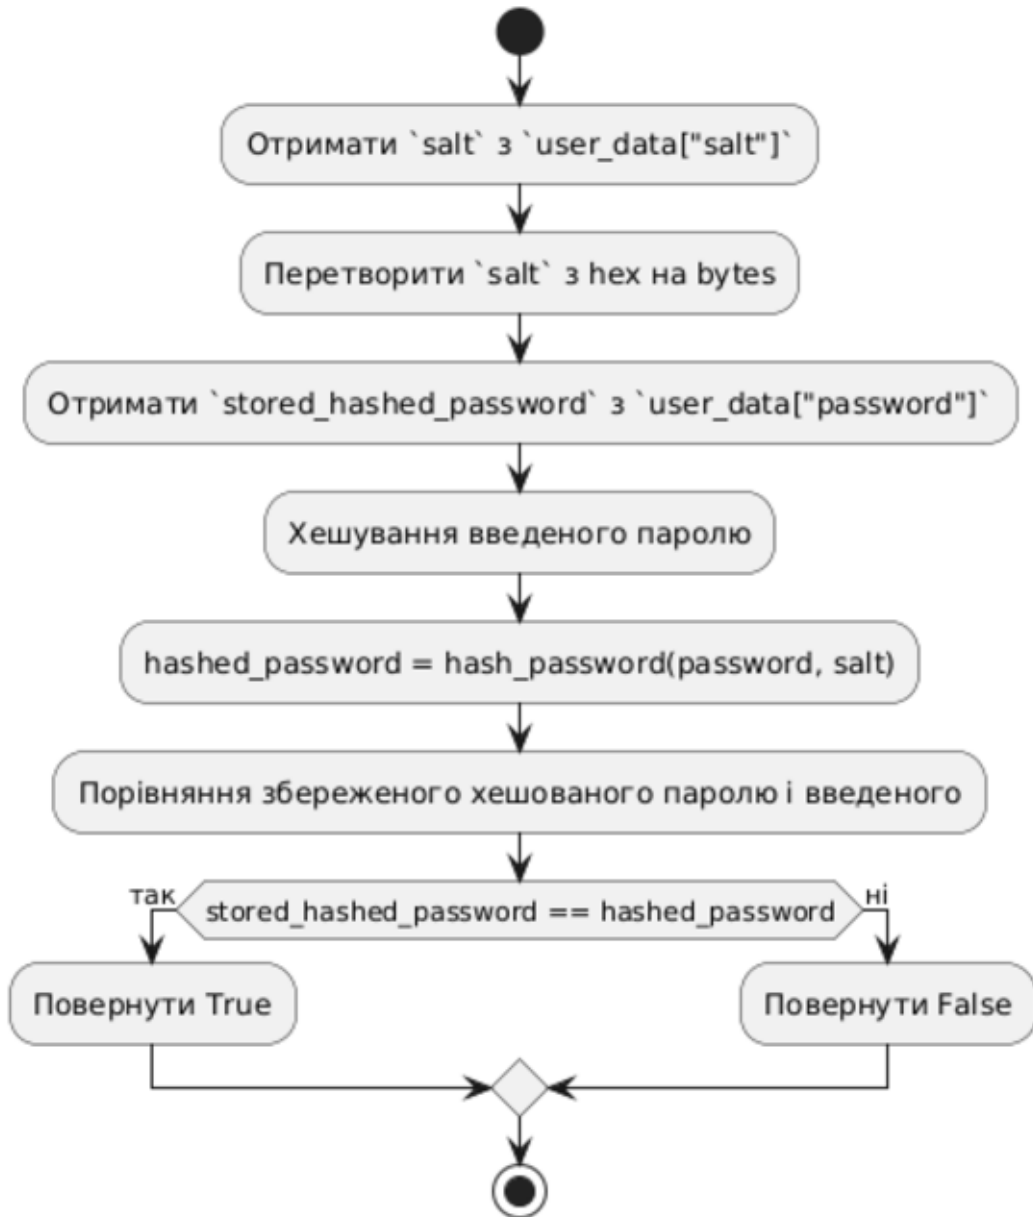 Отримати `salt` з `user_data["salt"]`
Перетворити `salt` з hex на bytes
Отримати `stored_hashed_password` з `user_data["password"]`
Хешування введеного паролю
hashed_password = hash_password(password, salt)
Порівняння збереженого хешованого паролю і введеного
так
stored_hashed_password == hashed_password
ні
Повернути True
Повернути False